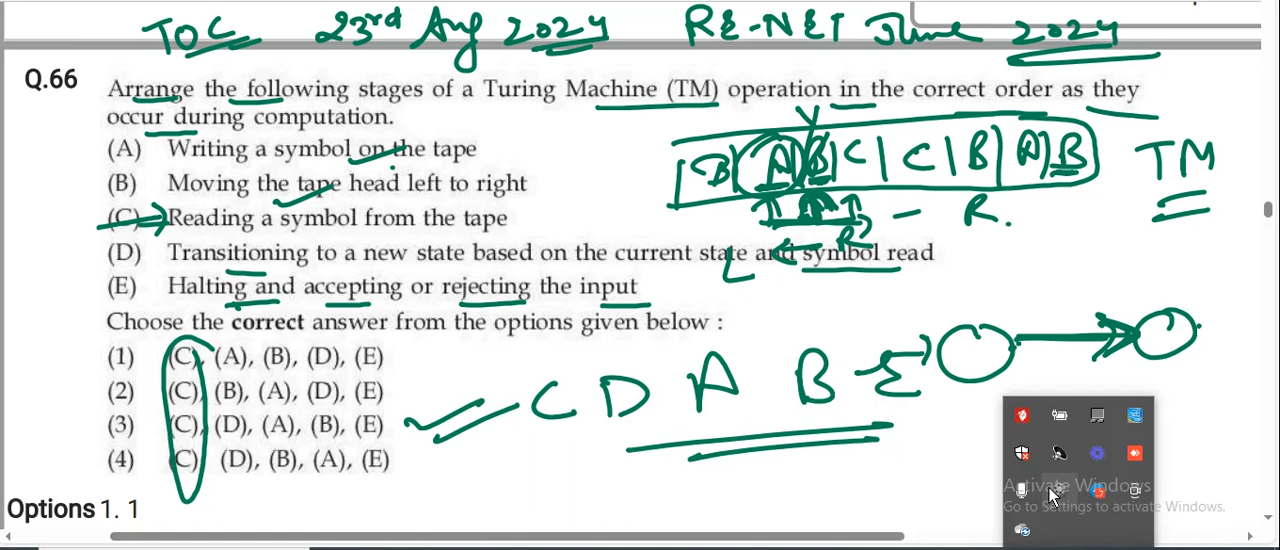 TOC 23rd Aug 2024 RE-NET June 2024
Q.66 Arrange the following stages of a Turing Machine (TM) operation in the correct order as they
occur during computation.
(A) Writing a symbol on the tape
B A B C C B A B TM
(B) Moving the tape head left to right
(C) Reading a symbol from the tape
R.
(D) Transitioning to a new state based on the current state and symbol read
L R
(E) Halting and accepting or rejecting the input
Choose the correct answer from the options given below :
(1) (C), (A), (B), (D), (E)
(2) (C), (B), (A), (D), (E)
(3) (C), (D), (A), (B), (E)
C D A B E
(4) (C) (D), (B), (A), (E)
Activate Windows
Go to Settings to activate Windows.
Options 1. 1